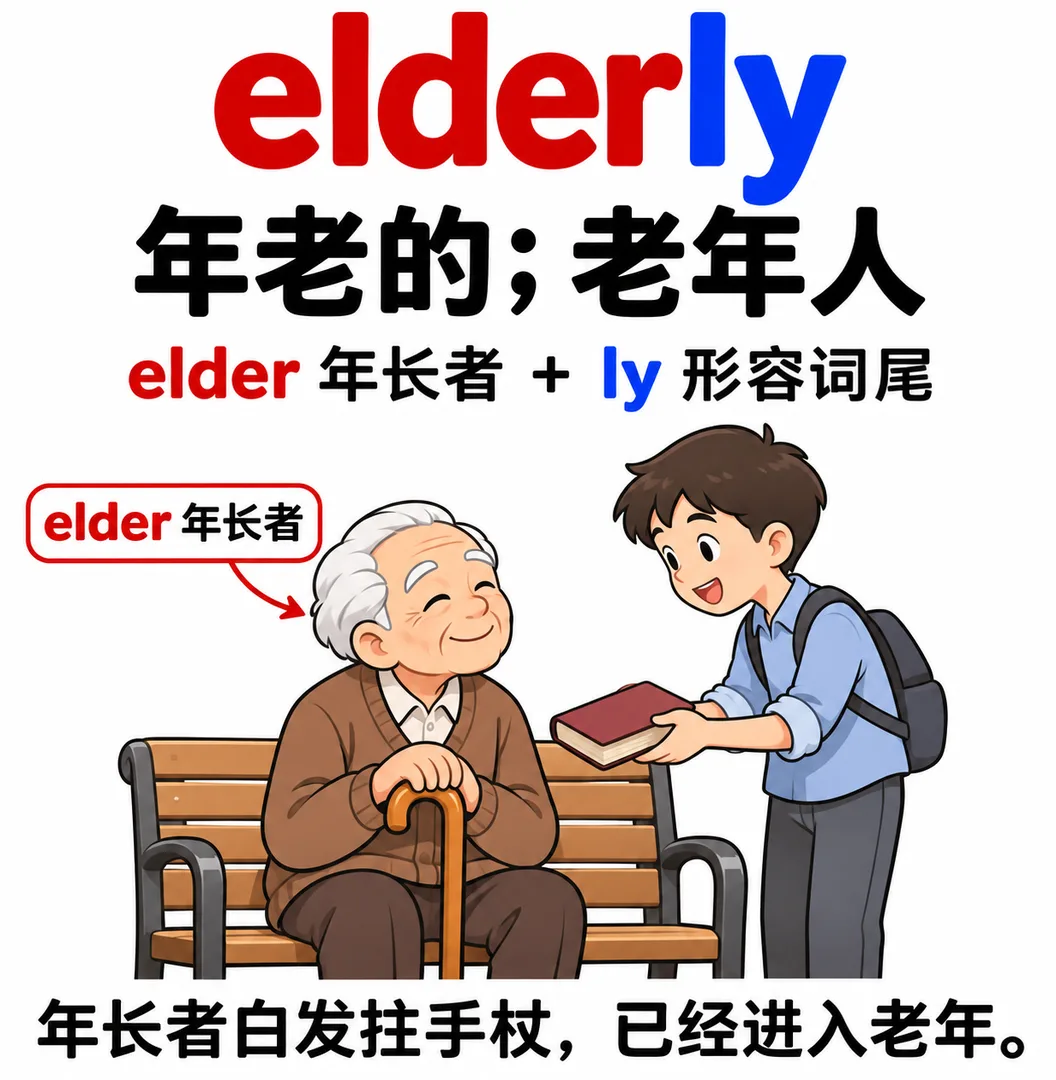 elderly
年老的；老年人
elder 年长者 + ly 形容词尾
elder 年长者
年长者白发拄手杖，已经进入老年。